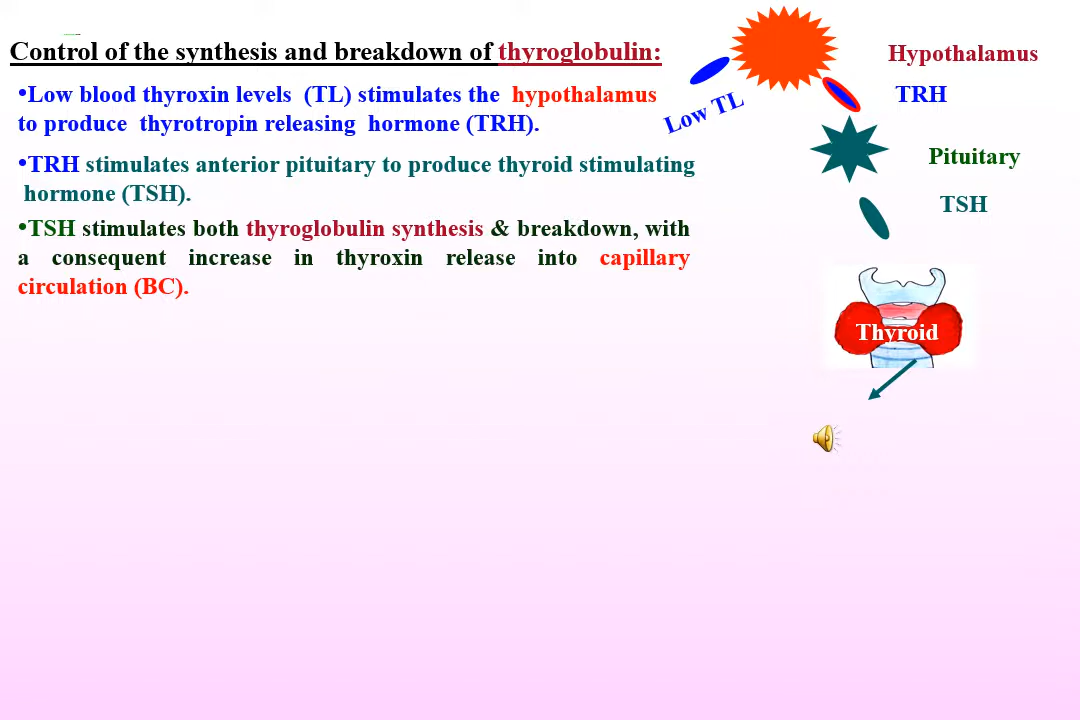 Control of the synthesis and breakdown of thyroglobulin:
•Low blood thyroxin levels (TL) stimulates the hypothalamus
to produce thyrotropin releasing hormone (TRH).
•TRH stimulates anterior pituitary to produce thyroid stimulating
hormone (TSH).
•TSH stimulates both thyroglobulin synthesis & breakdown, with
a consequent increase in thyroxin release into capillary
circulation (BC).
Hypothalamus
Low TL
TRH
Pituitary
TSH
Thyroid